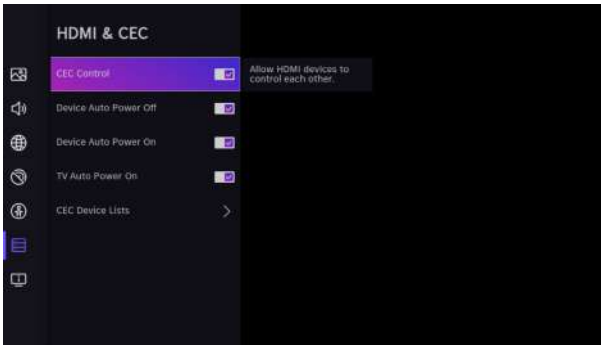 HDMI & CEC
CEC Control
Allow HDMI devices to
control each other.
Device Auto Power Off
Device Auto Power On
TV Auto Power On
CEC Device Lists